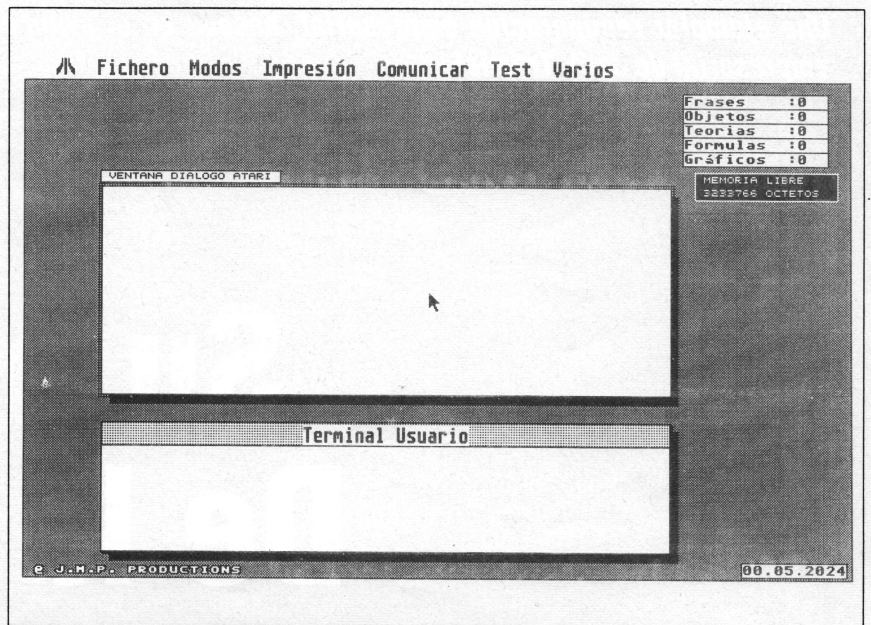 Fichero Modos Impresión Comunicar Test Varios
Frases :0
Objetos :0
Teorias :0
Formulas :0
Gráficos :0
MEMORIA LIBRE
3233766 OCTETOS
VENTANA DIALOGO ATARI
Terminal Usuario
@ J.M.P. PRODUCTIONS
00.05.2024